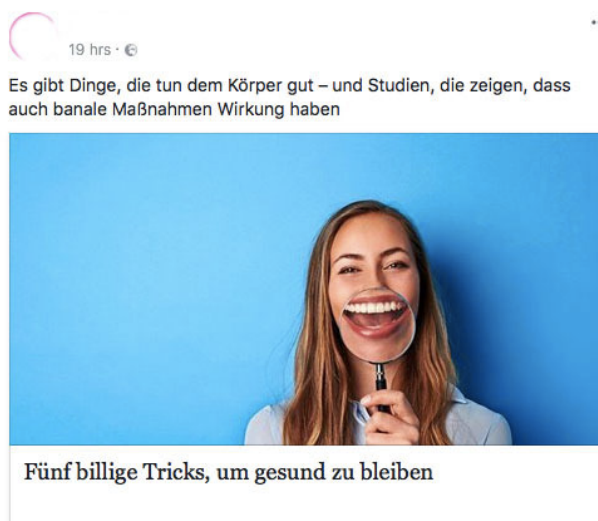 19 hrs ·
Es gibt Dinge, die tun dem Körper gut – und Studien, die zeigen, dass
auch banale Maßnahmen Wirkung haben
Fünf billige Tricks, um gesund zu bleiben